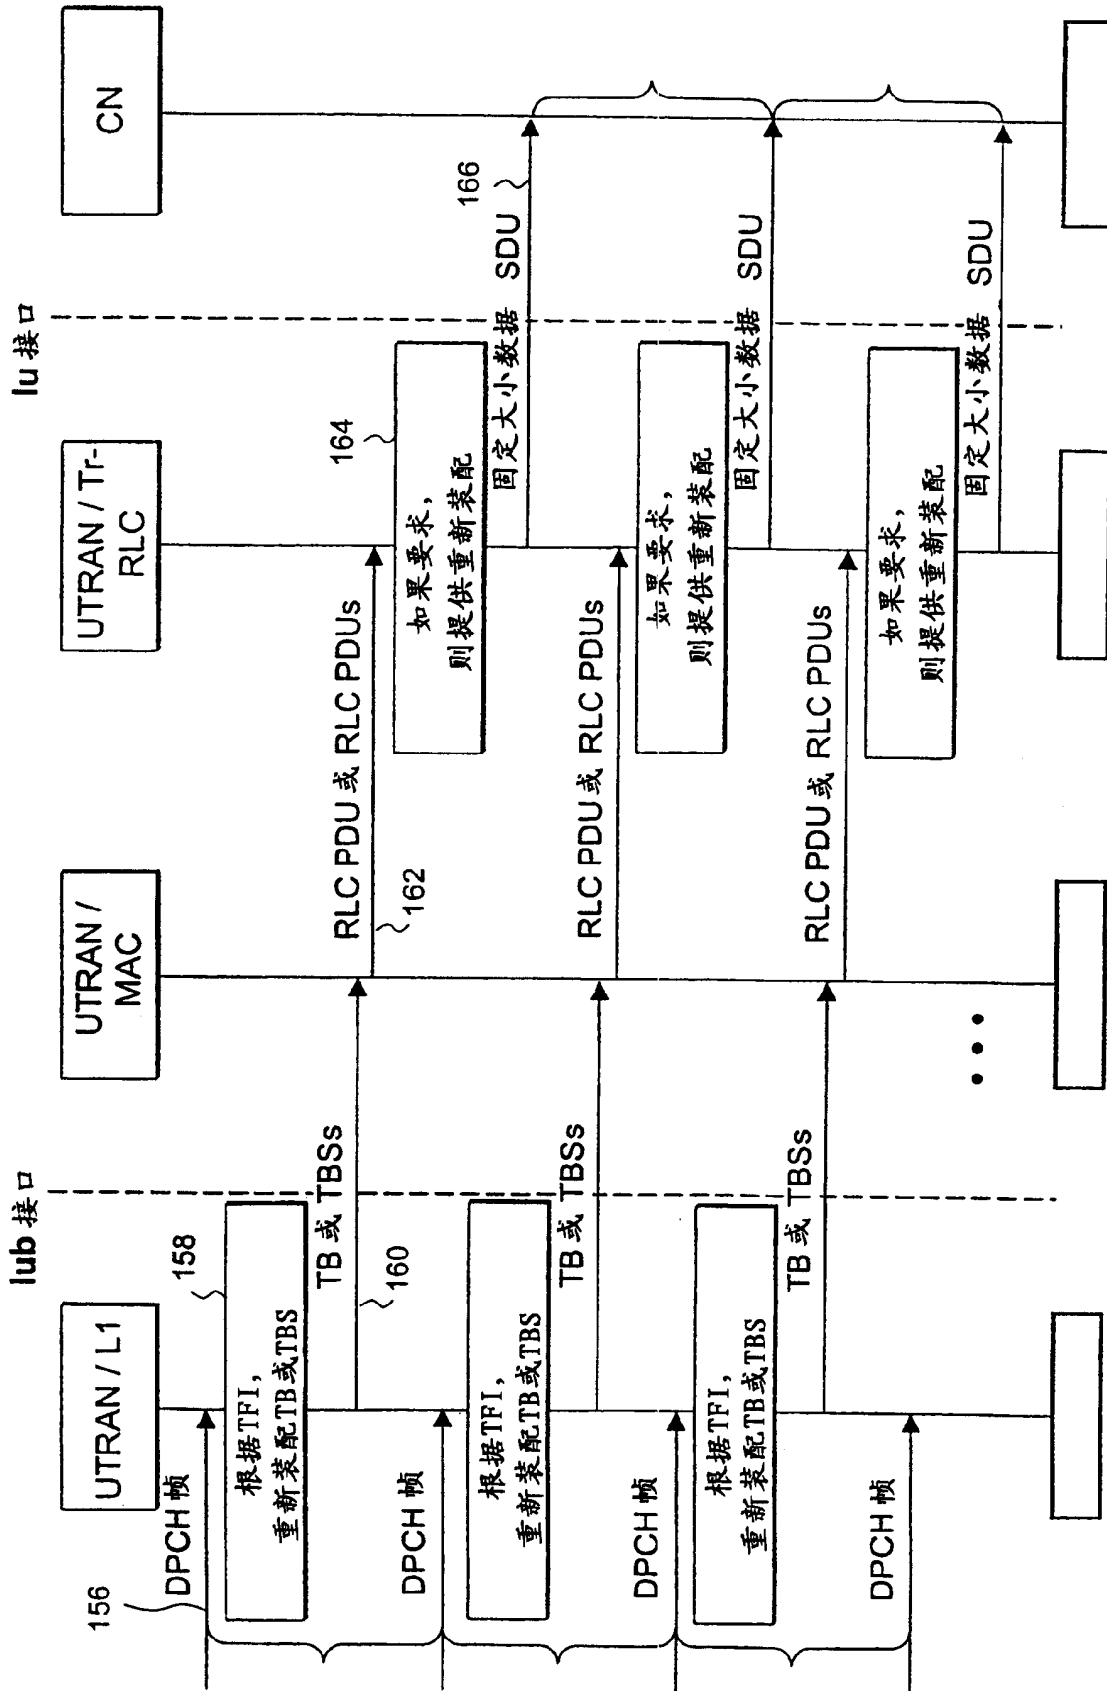 Iub 接口
Iu 接口
UTRAN / L1
UTRAN /
MAC
UTRAN / Tr-
RLC
CN
156
DPCH 帧
158
根据TFI,
重新装配TB或TBS
TB 或 TBSs
160
RLC PDU 或 RLC PDUs
162
164
如果要求,
则提供重新装配
固定大小数据 SDU
166
DPCH 帧
根据TFI,
重新装配TB或TBS
TB 或 TBSs
RLC PDU 或 RLC PDUs
如果要求,
则提供重新装配
固定大小数据 SDU
DPCH 帧
根据TFI,
重新装配TB或TBS
TB 或 TBSs
RLC PDU 或 RLC PDUs
如果要求,
则提供重新装配
固定大小数据 SDU
DPCH 帧